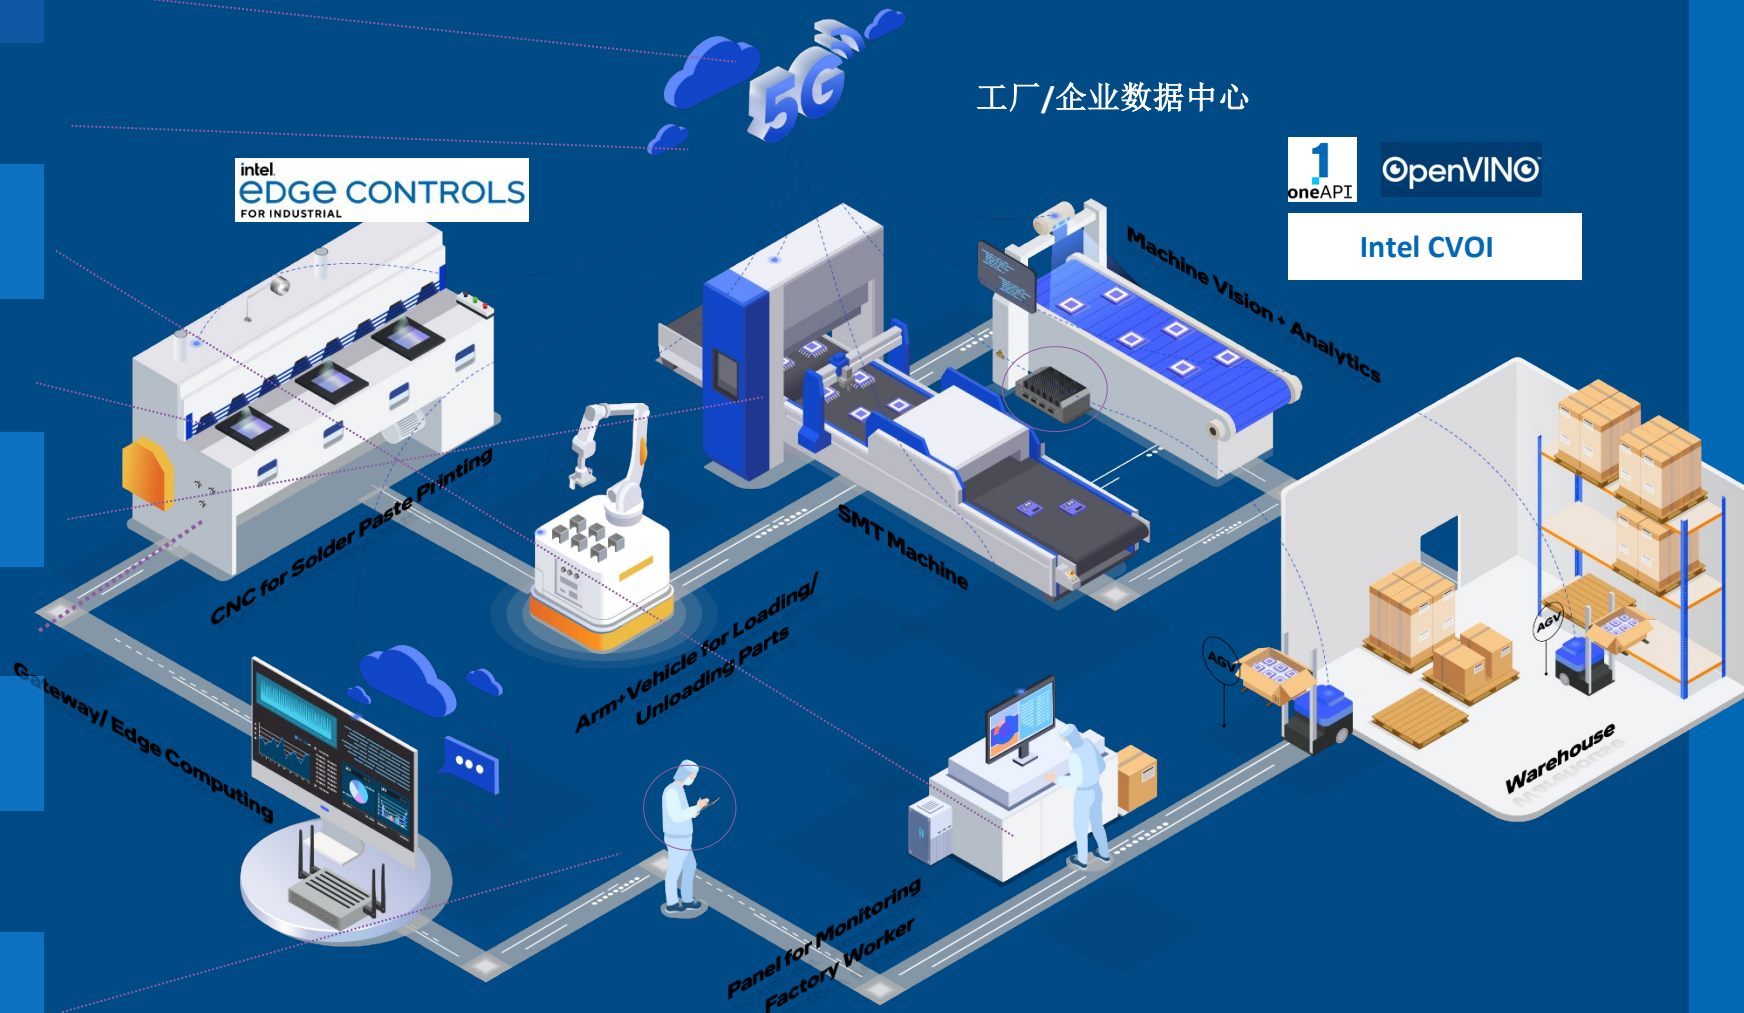 5G
工厂/企业数据中心
intel.
EDGE CONTROLS
FOR INDUSTRIAL
1
oneAPI
OpenVINO
Intel CVOI
Machine Vision + Analytics
CNC for Solder Paste Printing
SMT Machine
Arm+Vehicle for Loading/
Unloading Parts
AGV
AGV
Gateway/ Edge Computing
Warehouse
Panel for Monitoring
Factory Worker